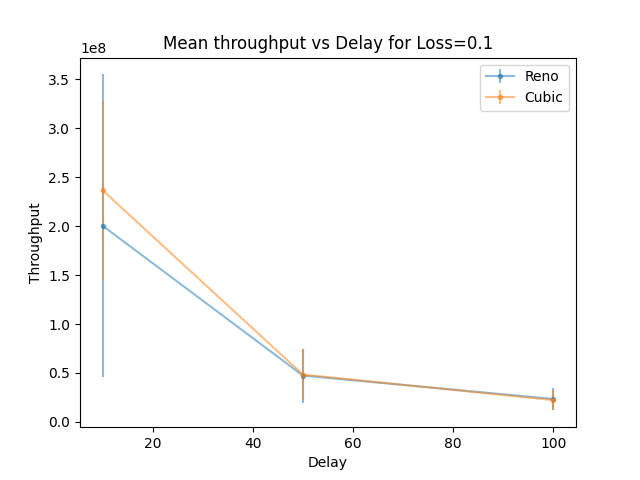 Mean throughput vs Delay for Loss=0.1
1e8
3.5
3.0
2.5
2.0
1.5
1.0
0.5
0.0
Throughput
Reno
Cubic
20 40 60 80 100
Delay